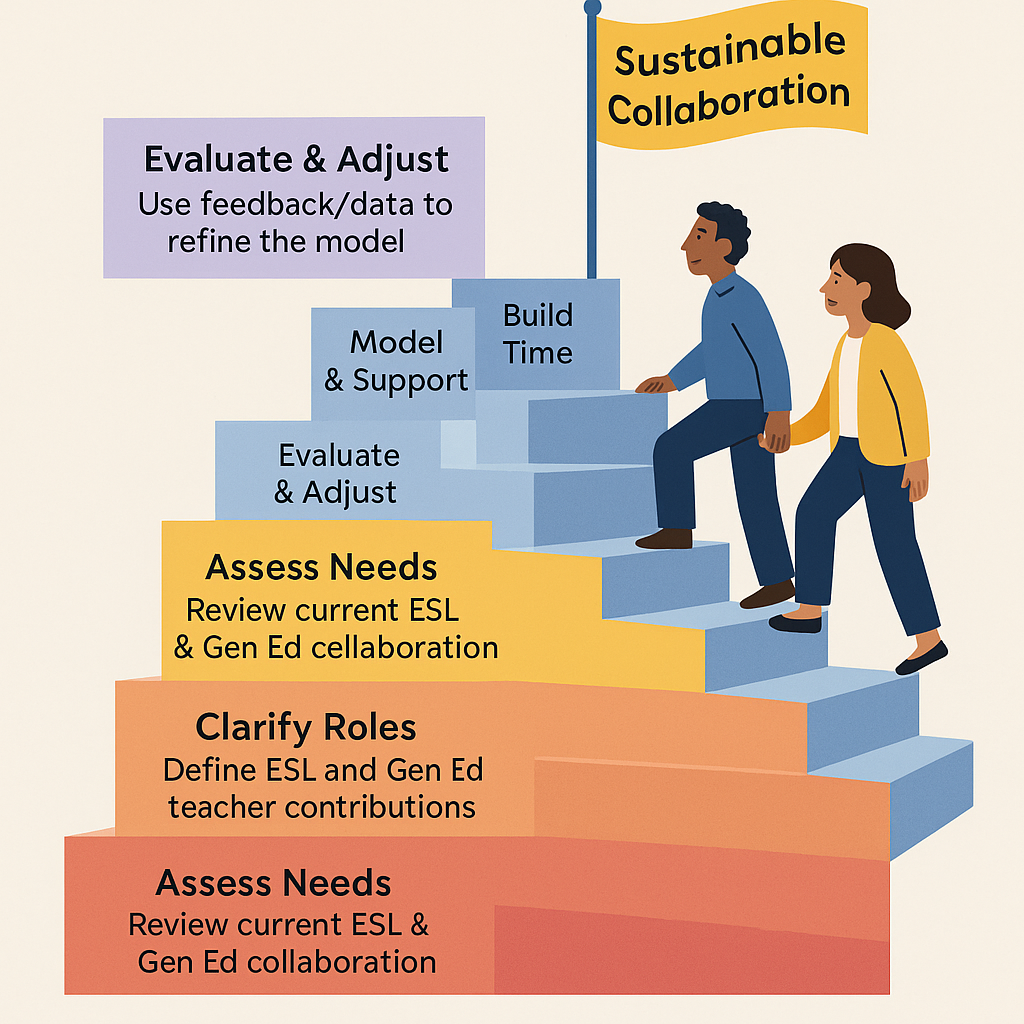 Sustainable
Collaboration
Evaluate & Adjust
Use feedback/data to
refine the model
Build
Time
Model
& Support
Evaluate
& Adjust
Assess Needs
Review current ESL
& Gen Ed cellaboration
Clarify Roles
Define ESL and Gen Ed
teacher contributions
Assess Needs
Review current ESL &
Gen Ed collaboration